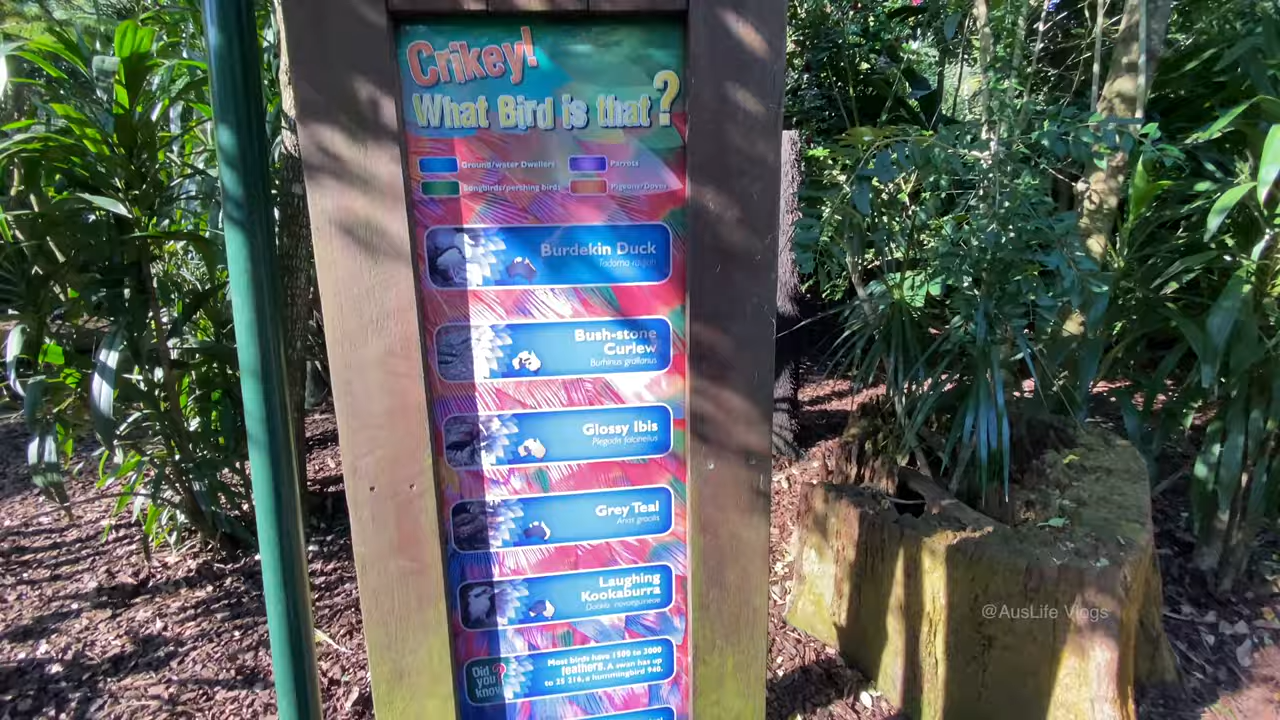 Crikey!
What Bird is that?
Ground/water Dwellers
Parrots
Songbirds/pershing birds
Pigeons/Doves
Burdekin Duck
Tadorna radjah
Bush-stone
Curlew
Burhinus grallarius
Glossy Ibis
Plegadis falcinellus
Grey Teal
Anas gracilis
Laughing
Kookaburra
Dacelo novaeguineae
Did
you
know
?
Most birds have 1500 to 3000
feathers. A swan has up
to 25 216, a hummingbird 940.
@AusLife Vlogs